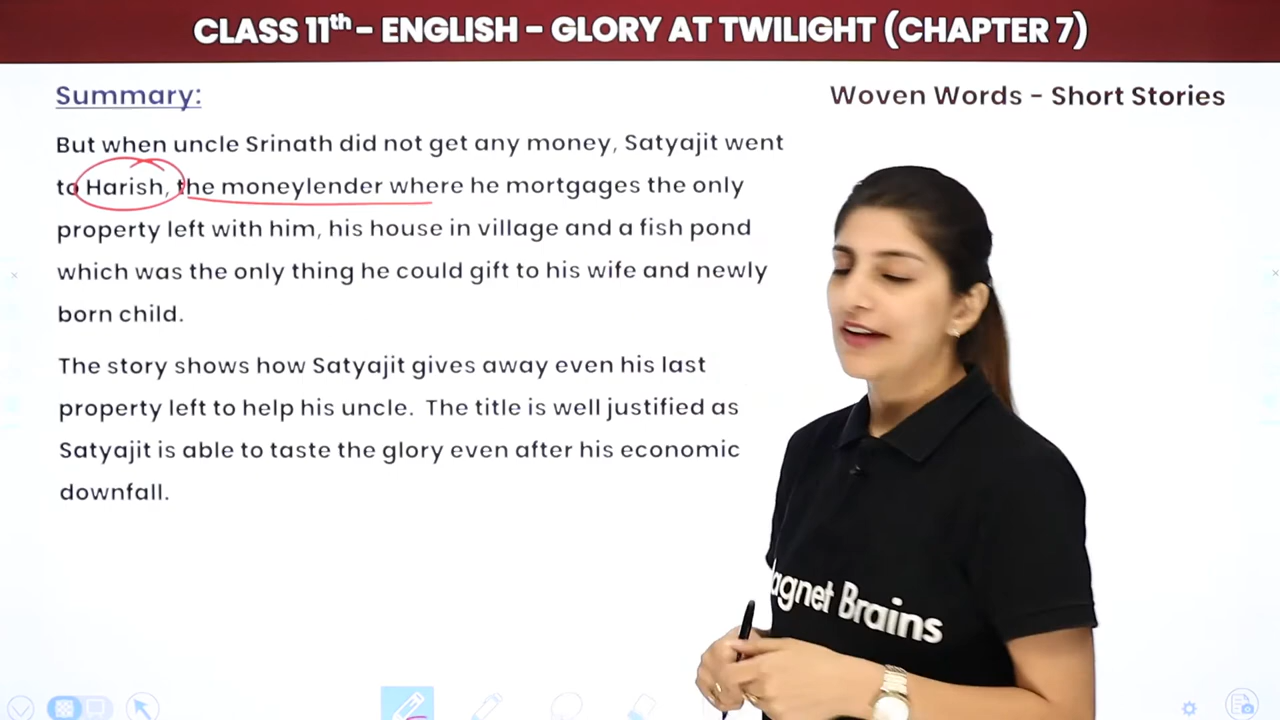 CLASS 11th - ENGLISH - GLORY AT TWILIGHT (CHAPTER 7)
Summary:
Woven Words - Short Stories
But when uncle Srinath did not get any money, Satyajit went
to Harish, the moneylender where he mortgages the only
property left with him, his house in village and a fish pond
which was the only thing he could gift to his wife and newly
born child.
The story shows how Satyajit gives away even his last
property left to help his uncle. The title is well justified as
Satyajit is able to taste the glory even after his economic
downfall.
agnet Brains